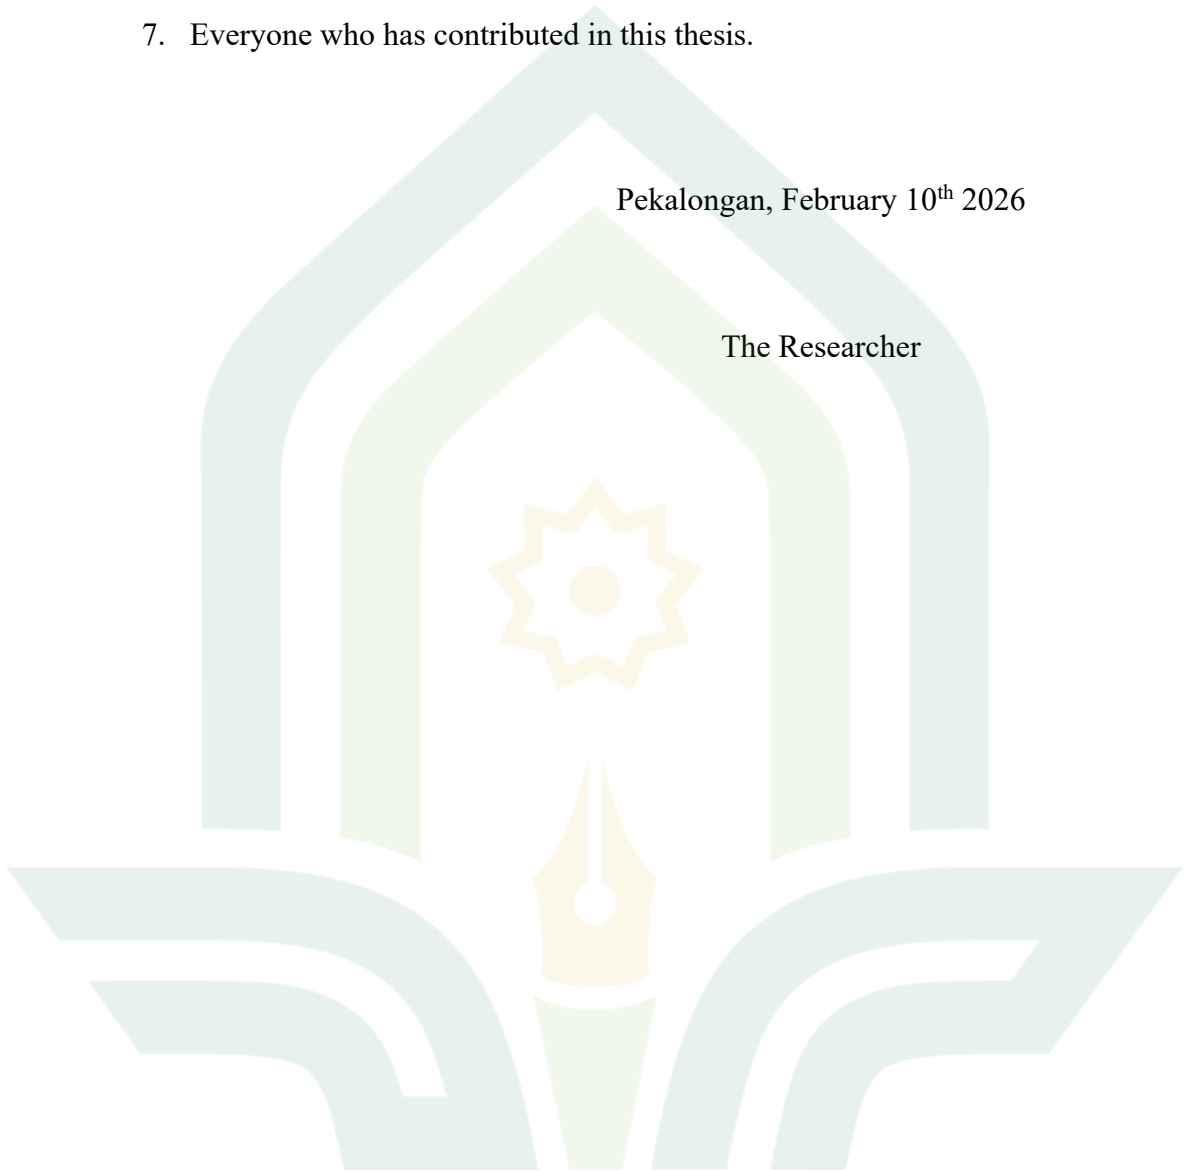 7. Everyone who has contributed in this thesis.
Pekalongan, February 10th 2026
The Researcher